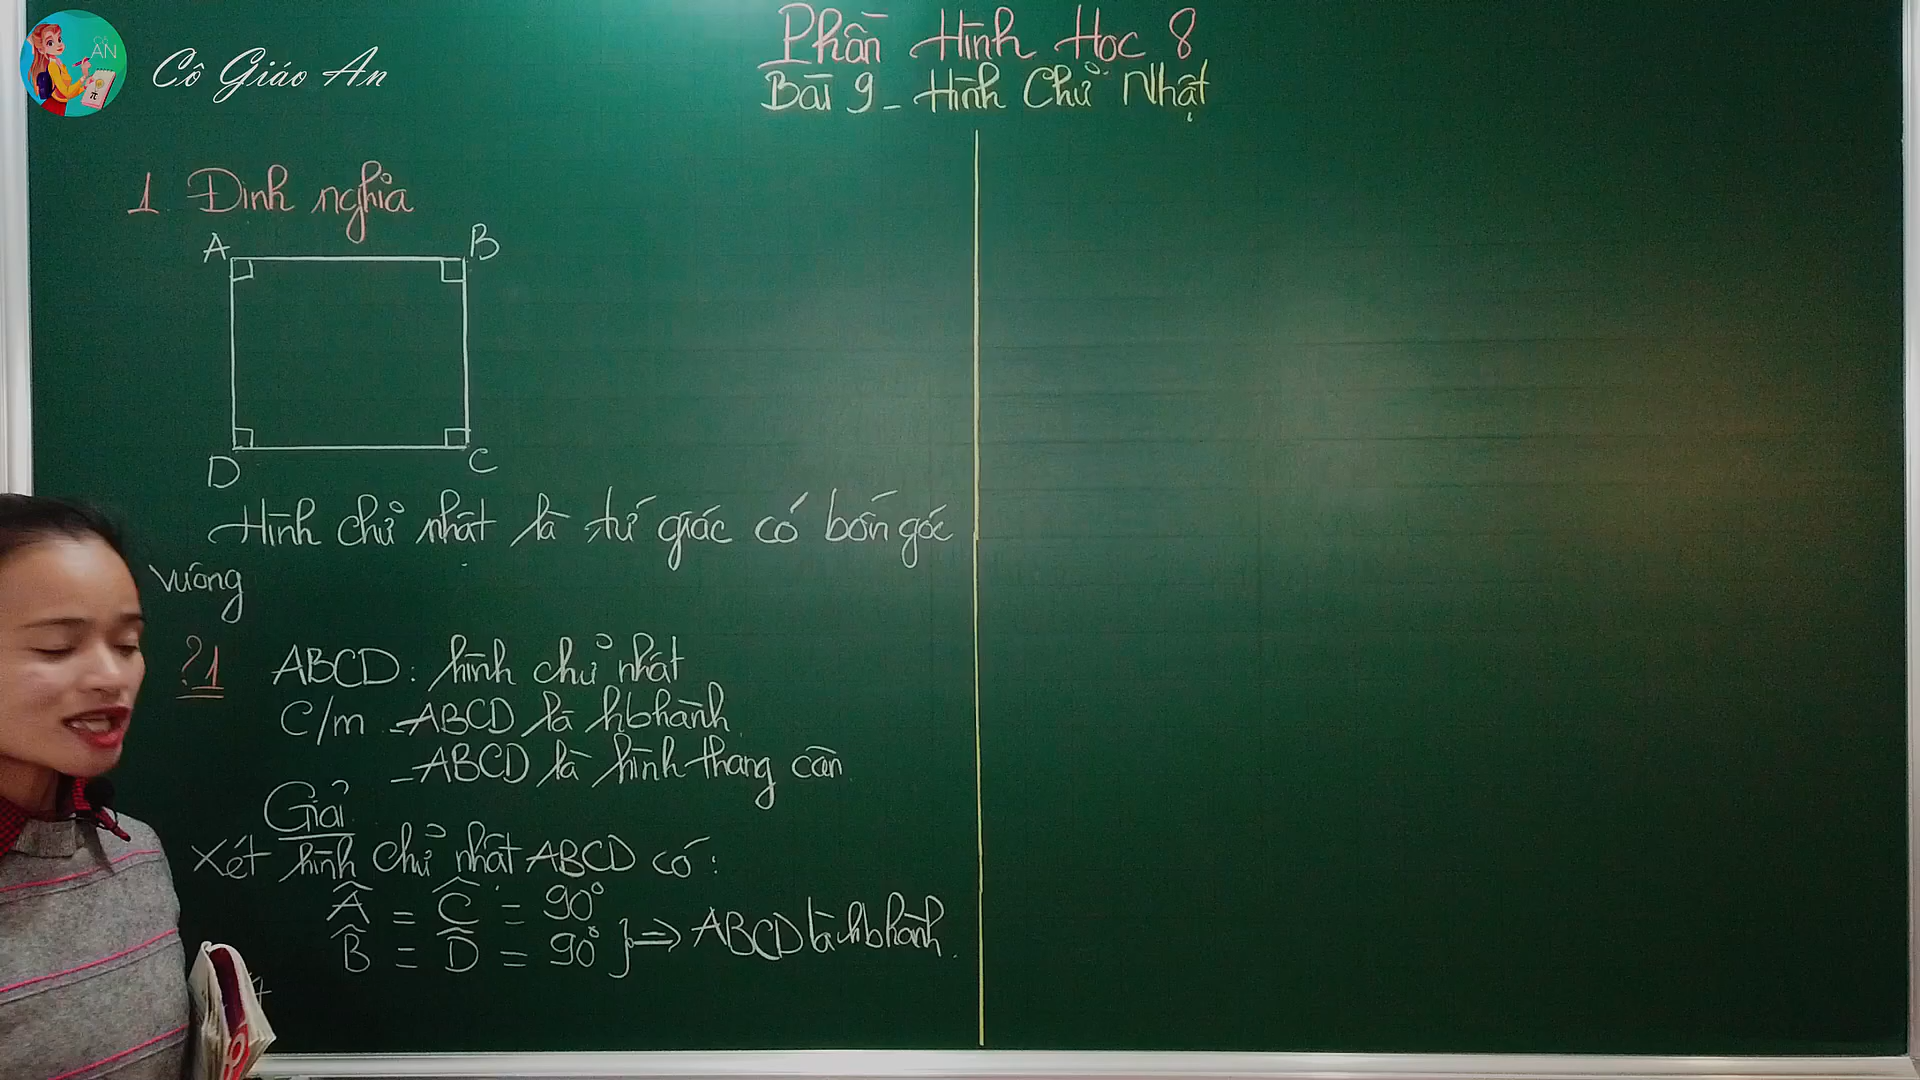 CÔ AN
Cô Giáo An
Phần Hình Học 8
Bài 9 - Hình Chữ Nhật
1. Định nghĩa
A B
D C
Hình chữ nhật là tứ giác có bốn góc
vuông
?1 ABCD: hình chữ nhật
C/m - ABCD là hbhành
- ABCD là hình thang cân.
Giải
Xét hình chữ nhật ABCD có:
Â = Ĉ = 90°
B̂ = D̂ = 90° } ⇒ ABCD là hbhành.